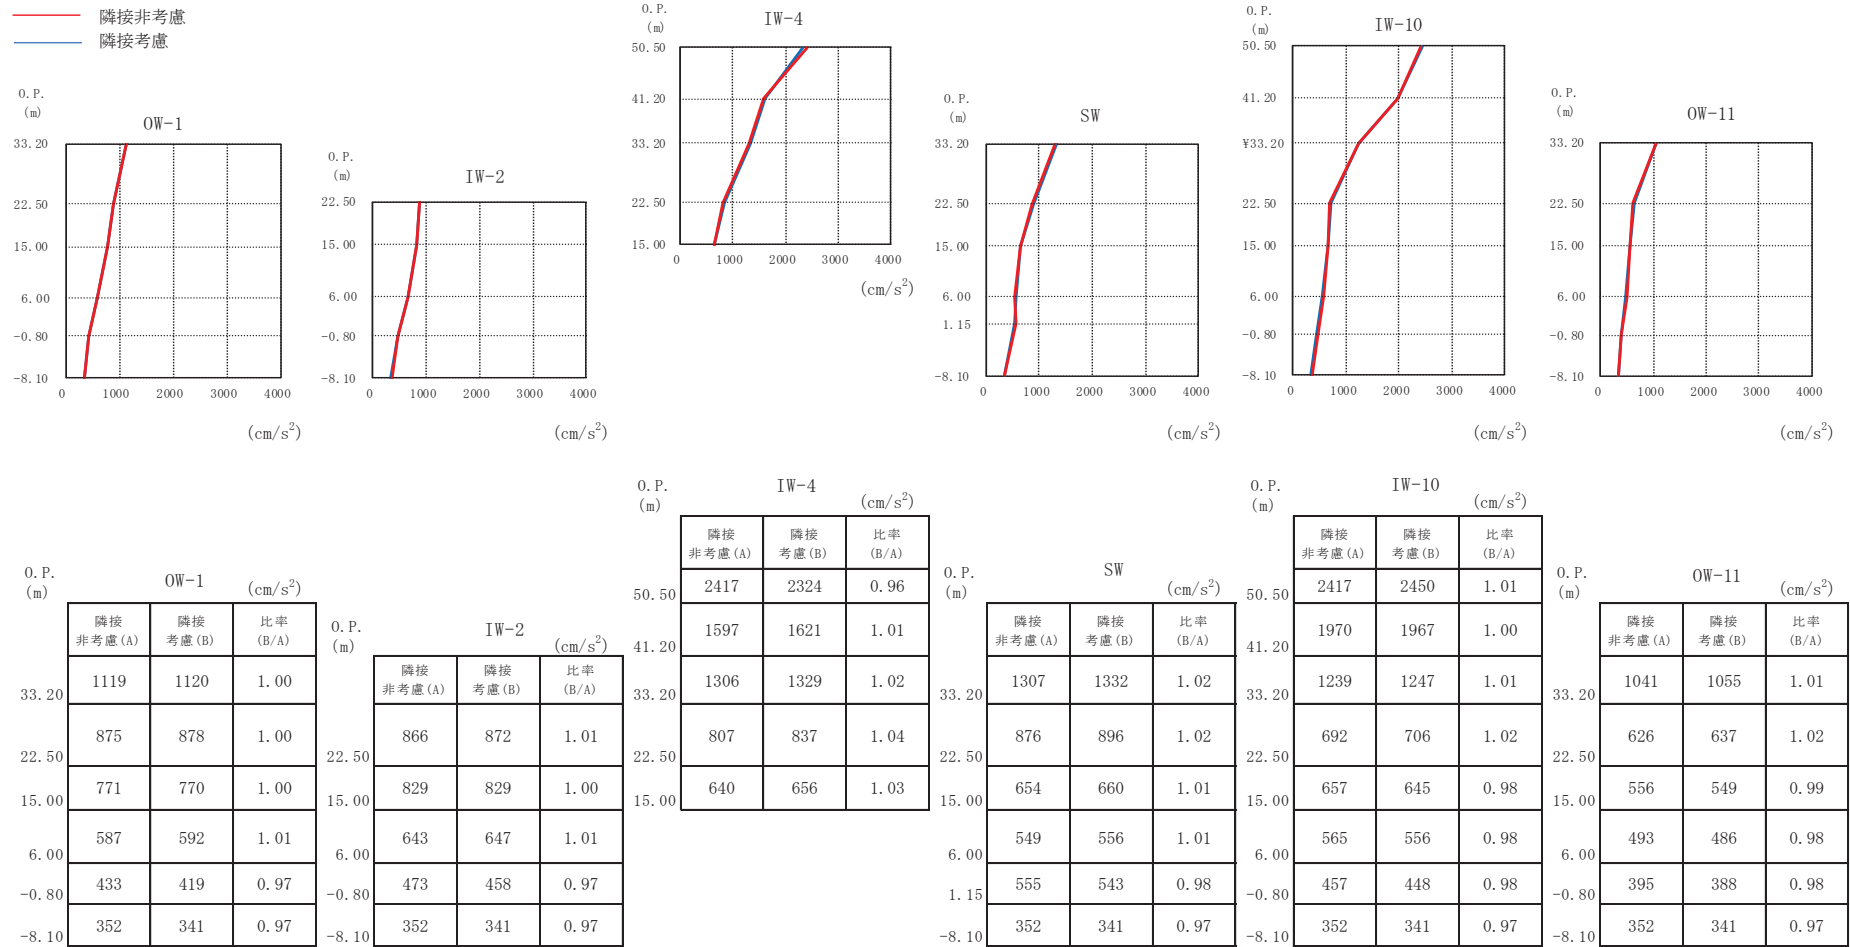 隣接非考慮
隣接考慮
O.P.
(m)
OW-1
33.20
22.50
15.00
6.00
-0.80
-8.10
0 1000 2000 3000 4000
(cm/s²)
O.P.
(m)
IW-2
22.50
15.00
6.00
-0.80
-8.10
0 1000 2000 3000 4000
(cm/s²)
O.P.
(m)
IW-4
50.50
41.20
33.20
22.50
15.00
0 1000 2000 3000 4000
(cm/s²)
O.P.
(m)
SW
33.20
22.50
15.00
6.00
1.15
-8.10
0 1000 2000 3000 4000
(cm/s²)
O.P.
(m)
IW-10
50.50
41.20
¥33.20
22.50
15.00
6.00
-0.80
-8.10
0 1000 2000 3000 4000
(cm/s²)
O.P.
(m)
OW-11
33.20
22.50
15.00
6.00
-0.80
-8.10
0 1000 2000 3000 4000
(cm/s²)
O.P.
(m)
OW-1 (cm/s²)
隣接 隣接 比率
非考慮(A) 考慮(B) (B/A)
33.20 1119 1120 1.00
22.50 875 878 1.00
15.00 771 770 1.00
6.00 587 592 1.01
-0.80 433 419 0.97
-8.10 352 341 0.97
O.P.
(m)
IW-2 (cm/s²)
隣接 隣接 比率
非考慮(A) 考慮(B) (B/A)
22.50 866 872 1.01
15.00 829 829 1.00
6.00 643 647 1.01
-0.80 473 458 0.97
-8.10 352 341 0.97
O.P.
(m)
IW-4 (cm/s²)
隣接 隣接 比率
非考慮(A) 考慮(B) (B/A)
50.50 2417 2324 0.96
41.20 1597 1621 1.01
33.20 1306 1329 1.02
22.50 807 837 1.04
15.00 640 656 1.03
O.P.
(m)
SW (cm/s²)
隣接 隣接 比率
非考慮(A) 考慮(B) (B/A)
33.20 1307 1332 1.02
22.50 876 896 1.02
15.00 654 660 1.01
6.00 549 556 1.01
1.15 555 543 0.98
-8.10 352 341 0.97
O.P.
(m)
IW-10 (cm/s²)
隣接 隣接 比率
非考慮(A) 考慮(B) (B/A)
50.50 2417 2450 1.01
41.20 1970 1967 1.00
33.20 1239 1247 1.01
22.50 692 706 1.02
15.00 657 645 0.98
6.00 565 556 0.98
-0.80 457 448 0.98
-8.10 352 341 0.97
O.P.
(m)
OW-11 (cm/s²)
隣接 隣接 比率
非考慮(A) 考慮(B) (B/A)
33.20 1041 1055 1.01
22.50 626 637 1.02
15.00 556 549 0.99
6.00 493 486 0.98
-0.80 395 388 0.98
-8.10 352 341 0.97